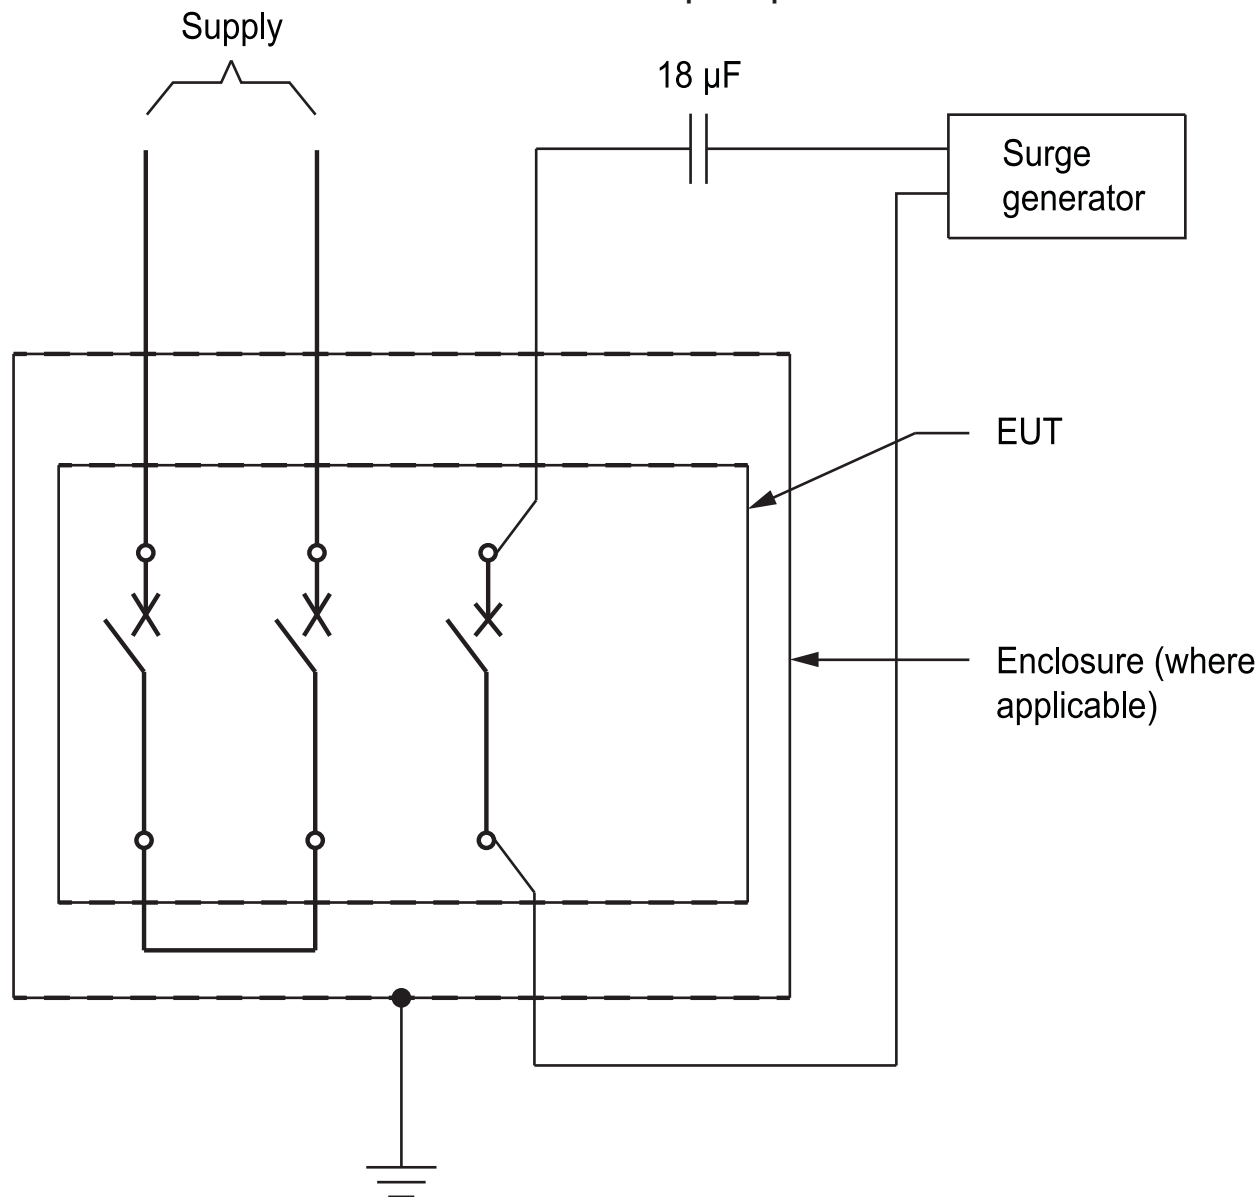 Supply
18 µF
Surge
generator
EUT
Enclosure (where
applicable)